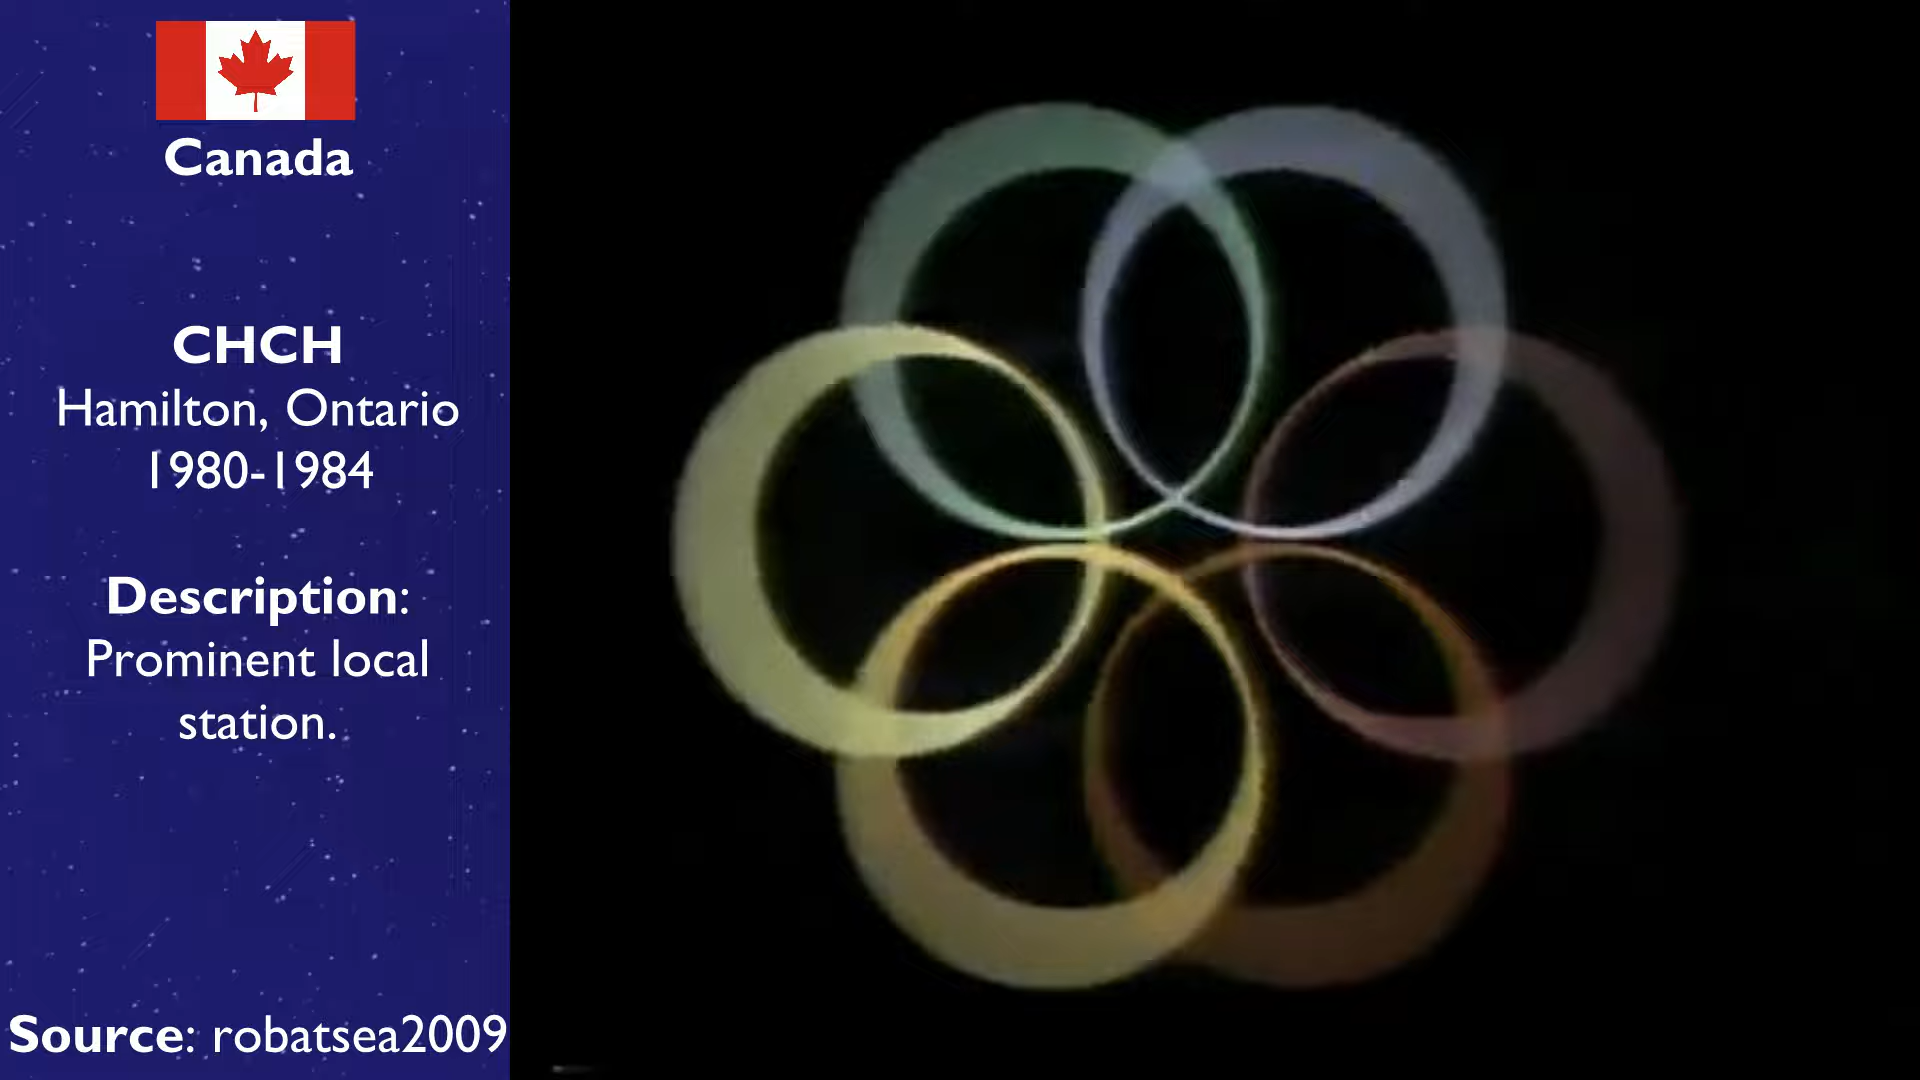 Canada
CHCH
Hamilton, Ontario
1980-1984
Description:
Prominent local
station.
Source: robatsea2009